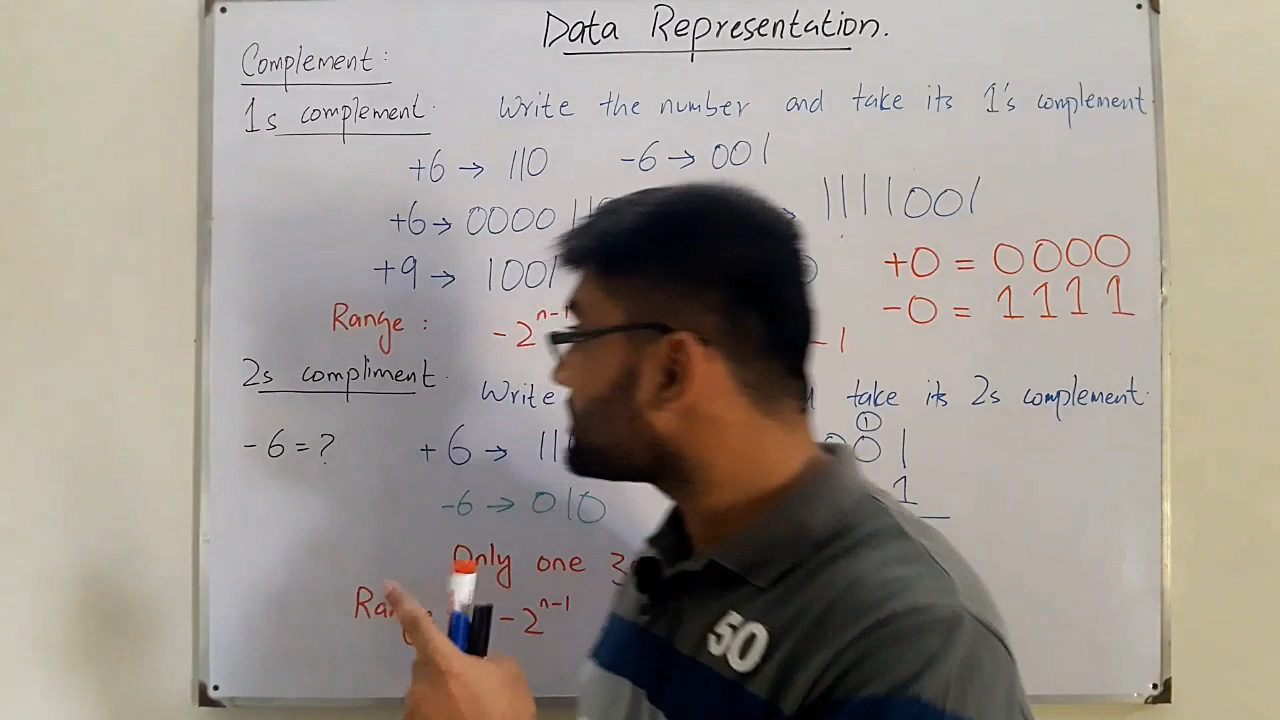 Data Representation.
Complement:
1s complement. Write the number and take its 1's complement
+6 → 110 -6 → 001
+6 → 0000 1111001
+9 → 1001
+0 = 0000
-0 = 1111
Range: -2^n-1 -1
2s compliment. Write take its 2s complement.
-6=? +6 → 11 001
1
1
-6 → 010
Only one
-2^n-1
50